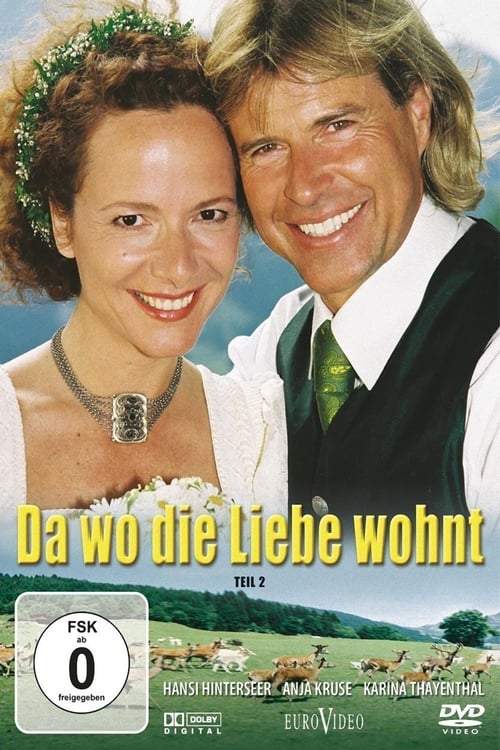 Da wo die Liebe wohnt
TEIL 2
FSK
ab
0
freigegeben
HANSI HINTERSEER ANJA KRUSE KARINA THAYENTHAL
DOLBY
DIGITAL
EUROVIDEO
DVD
VIDEO